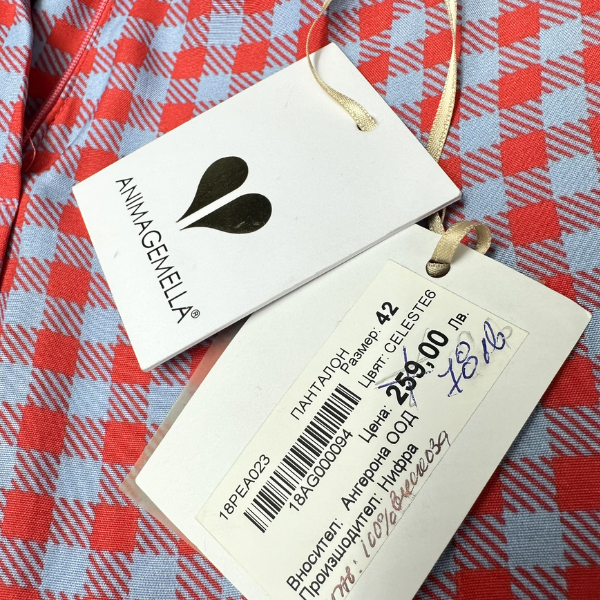 ANIMAGEMELLA®
18PEA023 ПАНТАЛОН
Размер: 42
18AG000094
Цвят: CELESTE6
Цена: 259,00 Лв.
78 лв
Вносител: Ангерона ООД
Произшодител: Нифра
100% вискоза